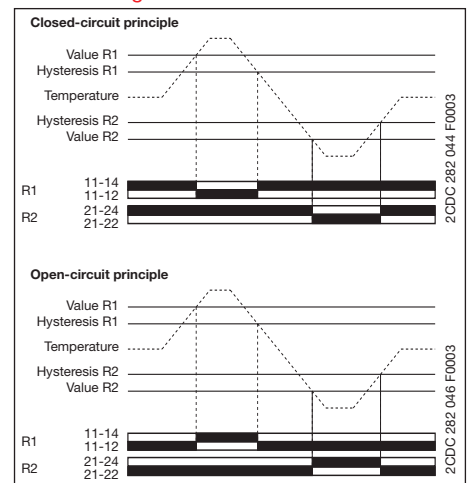 Closed-circuit principle
Value R1
Hysteresis R1
Temperature
Hysteresis R2
Value R2
R1
11-14
11-12
R2
21-24
21-22
2CDC 282 044 F0003
Open-circuit principle
Value R1
Hysteresis R1
Temperature
Hysteresis R2
Value R2
R1
11-14
11-12
R2
21-24
21-22
2CDC 282 046 F0003